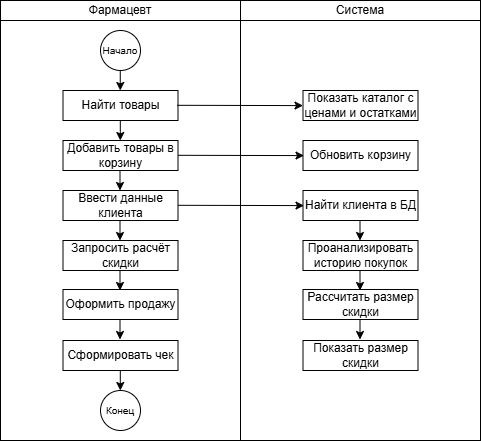 Фармацевт
Система
Начало
Найти товары
Показать каталог с
ценами и остатками
Добавить товары в
корзину
Обновить корзину
Ввести данные
клиента
Найти клиента в БД
Запросить расчёт
скидки
Проанализировать
историю покупок
Оформить продажу
Рассчитать размер
скидки
Сформировать чек
Показать размер
скидки
Конец